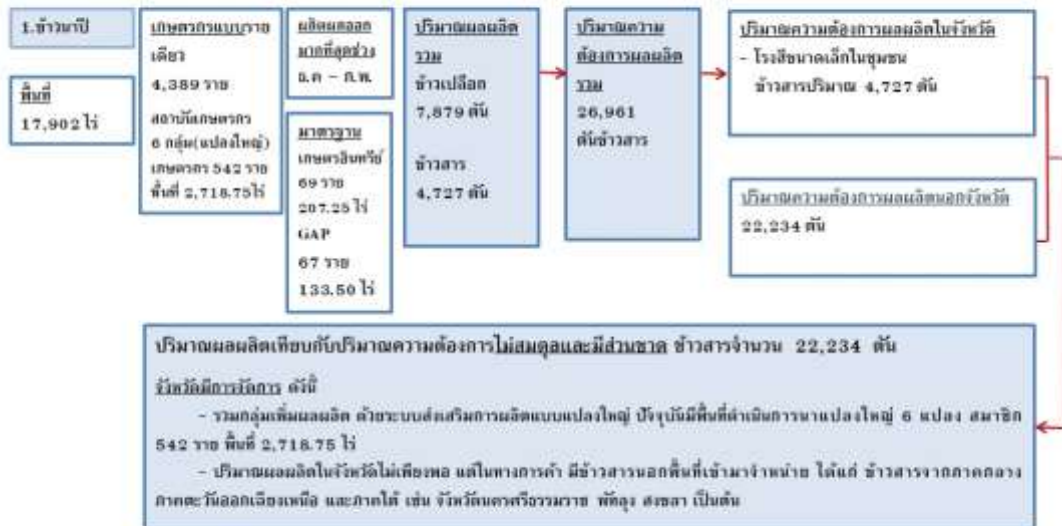 1.ข้าวนาปี
พื้นที่
17,902 ไร่
เกษตรกรแบบราย
เดียว
4,389 ราย
สถาบันเกษตรกร
6 กลุ่ม(แปลงใหญ่)
เกษตรกร 542 ราย
พื้นที่ 2,718.75ไร่
ผลิตผลออก
มากที่สุดช่วง
ธ.ค – ก.พ.
มาตรฐาน
เกษตรอินทรีย์
69 ราย
207.25 ไร่
GAP
67 ราย
133.50 ไร่
ปริมาณผลผลิต
รวม
ข้าวเปลือก
7,879 ตัน
ข้าวสาร
4,727 ตัน
ปริมาณความ
ต้องการผลผลิต
รวม
26,961
ตันข้าวสาร
ปริมาณความต้องการผลผลิตในจังหวัด
- โรงสีขนาดเล็กในชุมชน
ข้าวสารปริมาณ 4,727 ตัน
ปริมาณความต้องการผลผลิตนอกจังหวัด
22,234 ตัน
ปริมาณผลผลิตเทียบกับปริมาณความต้องการไม่สมดุลและมีส่วนขาด ข้าวสารจำนวน 22,234 ตัน
จังหวัดมีการจัดการ ดังนี้
- รวมกลุ่มเพิ่มผลผลิต ด้วยระบบส่งเสริมการผลิตแบบแปลงใหญ่ ปัจจุบันมีพื้นที่ดำเนินการนาแปลงใหญ่ 6 แปลง สมาชิก
542 ราย พื้นที่ 2,718.75 ไร่
- ปริมาณผลผลิตในจังหวัดไม่เพียงพอ แต่ในทางการค้า มีข้าวสารนอกพื้นที่เข้ามาจำหน่าย ได้แก่ ข้าวสารจากภาคกลาง
ภาคตะวันออกเฉียงเหนือ และภาคใต้ เช่น จังหวัดนครศรีธรรมราช พัทลุง สงขลา เป็นต้น